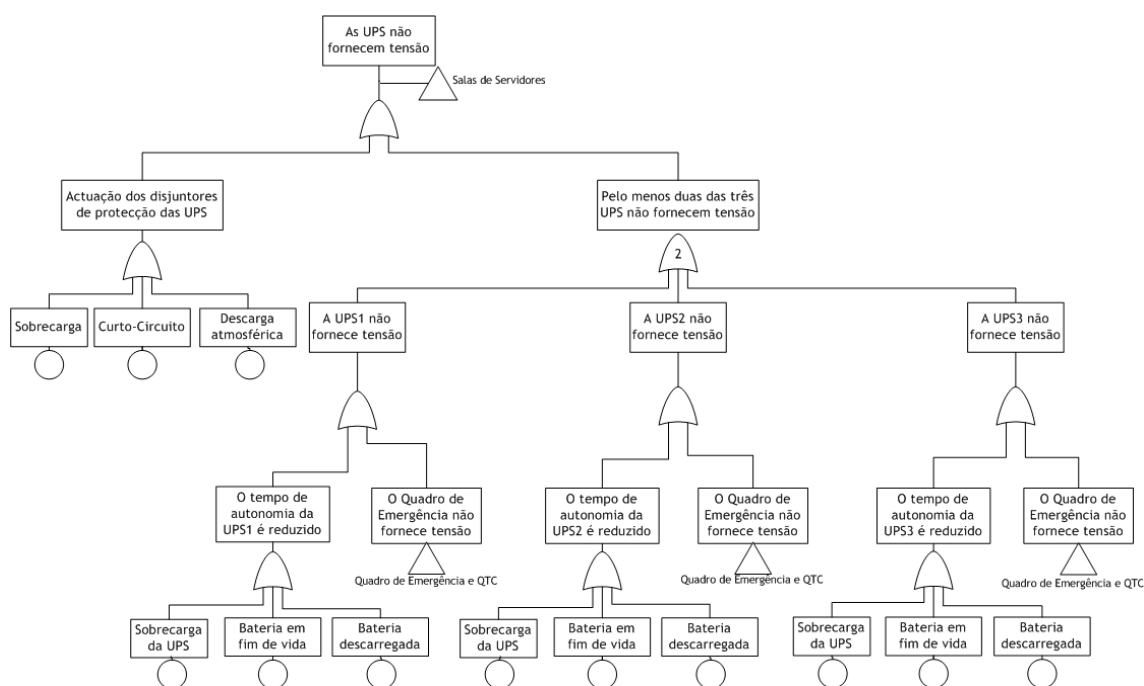 As UPS não
fornecem tensão
Salas de Servidores
Actuação dos disjuntores
de protecção das UPS
Pelo menos duas das três
UPS não fornecem tensão
2
Sobrecarga
Curto-Circuito
Descarga
atmosférica
A UPS1 não
fornece tensão
A UPS2 não
fornece tensão
A UPS3 não
fornece tensão
O tempo de
autonomia da
UPS1 é reduzido
O Quadro de
Emergência não
fornece tensão
O tempo de
autonomia da
UPS2 é reduzido
O Quadro de
Emergência não
fornece tensão
O tempo de
autonomia da
UPS3 é reduzido
O Quadro de
Emergência não
fornece tensão
Quadro de Emergência e QTC
Quadro de Emergência e QTC
Quadro de Emergência e QTC
Sobrecarga
da UPS
Bateria em
fim de vida
Bateria
descarregada
Sobrecarga
da UPS
Bateria em
fim de vida
Bateria
descarregada
Sobrecarga
da UPS
Bateria em
fim de vida
Bateria
descarregada